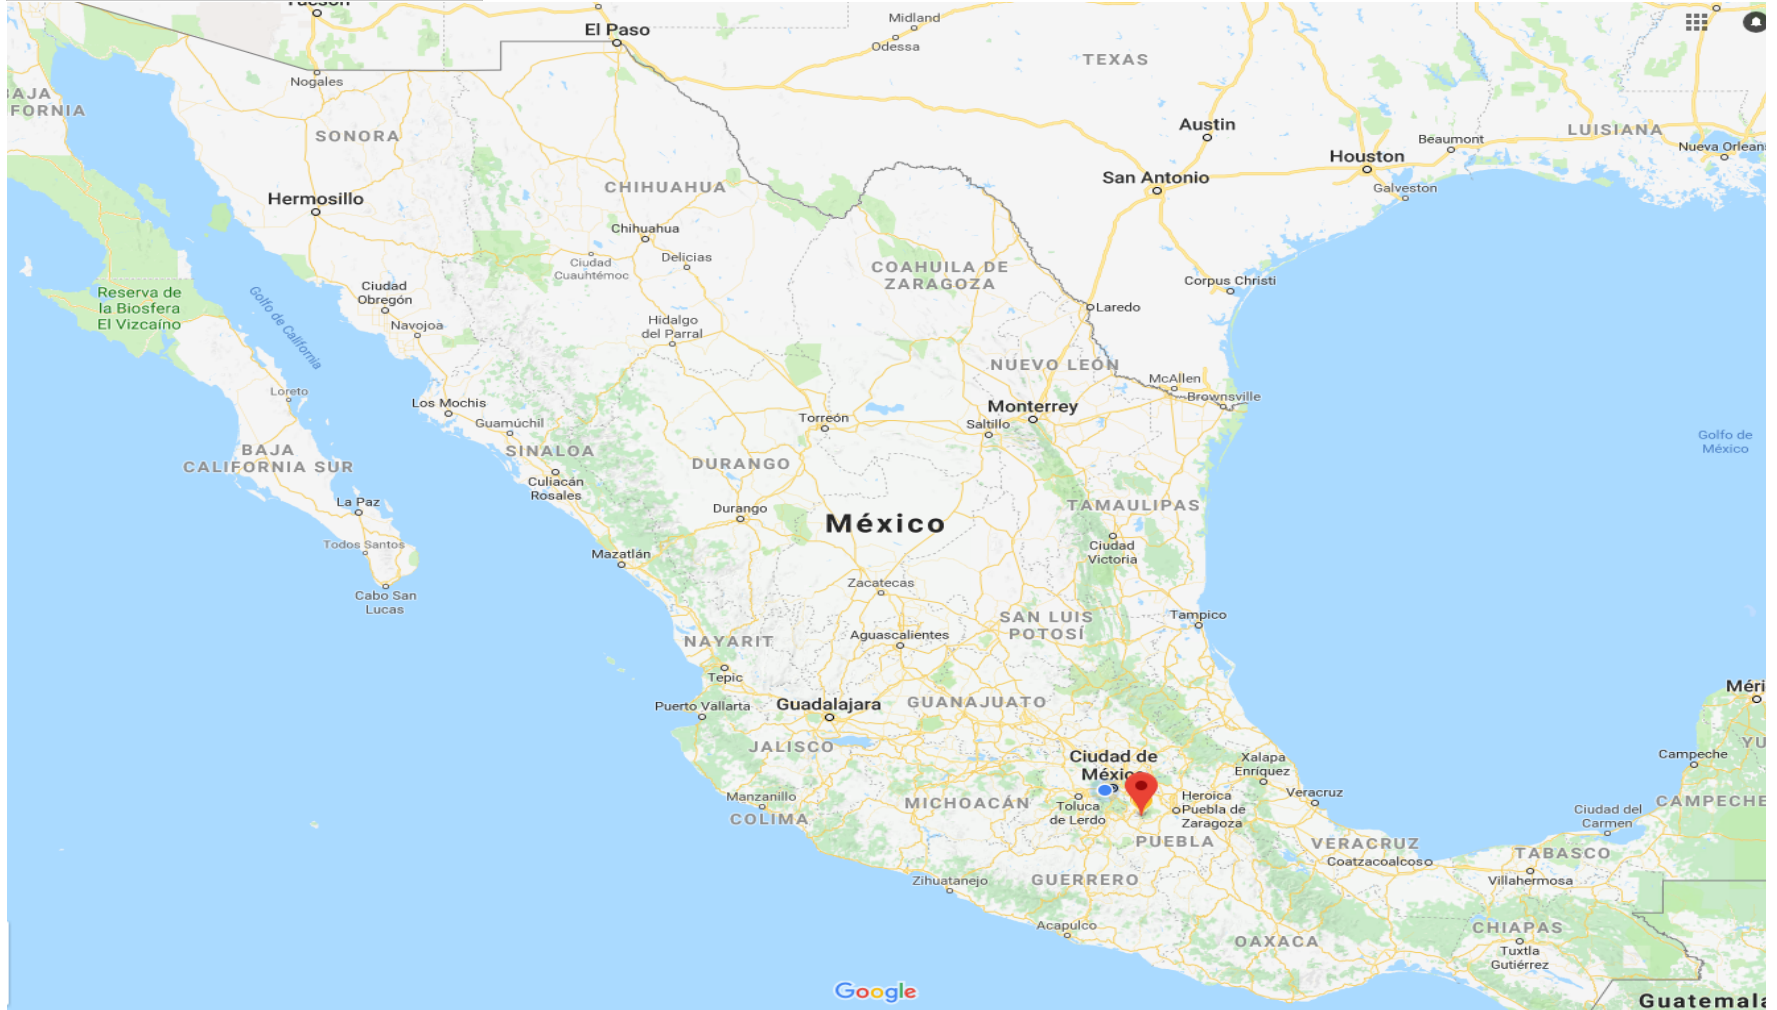 Tucson
El Paso
Midland
Odessa
TEXAS
Nogales
BAJA
FORNIA
SONORA
Austin
Houston
Beaumont
LUISIANA
Nueva Orleans
San Antonio
Galveston
Hermosillo
CHIHUAHUA
Chihuahua
Delicias
Ciudad
Cuauhtémoc
COAHUILA DE
ZARAGOZA
Corpus Christi
Laredo
Reserva de
la Biosfera
El Vizcaíno
Golfo de California
Ciudad
Obregón
Navojoa
Hidalgo
del Parral
NUEVO LEÓN
McAllen
Brownsville
Loreto
Los Mochis
Guamúchil
Torreón
Saltillo
Monterrey
Golfo de
México
BAJA
CALIFORNIA SUR
SINALOA
Culiacán
Rosales
DURANGO
Durango
La Paz
TAMAULIPAS
México
Todos Santos
Mazatlán
Ciudad
Victoria
Cabo San
Lucas
Zacatecas
SAN LUIS
POTOSÍ
Tampico
Aguascalientes
NAYARIT
Tepic
Puerto Vallarta
Guadalajara
GUANAJUATO
Méri
JALISCO
Ciudad de
México
Xalapa
Enríquez
Campeche
YU
Manzanillo
COLIMA
MICHOACÁN
Toluca
de Lerdo
Heroica
Puebla de
Zaragoza
Veracruz
Ciudad del
Carmen
CAMPECHE
PUEBLA
VERACRUZ
Coatzacoalcos
TABASCO
Villahermosa
Zihuatanejo
GUERRERO
Acapulco
OAXACA
CHIAPAS
Tuxtla
Gutiérrez
Google
Guatemala